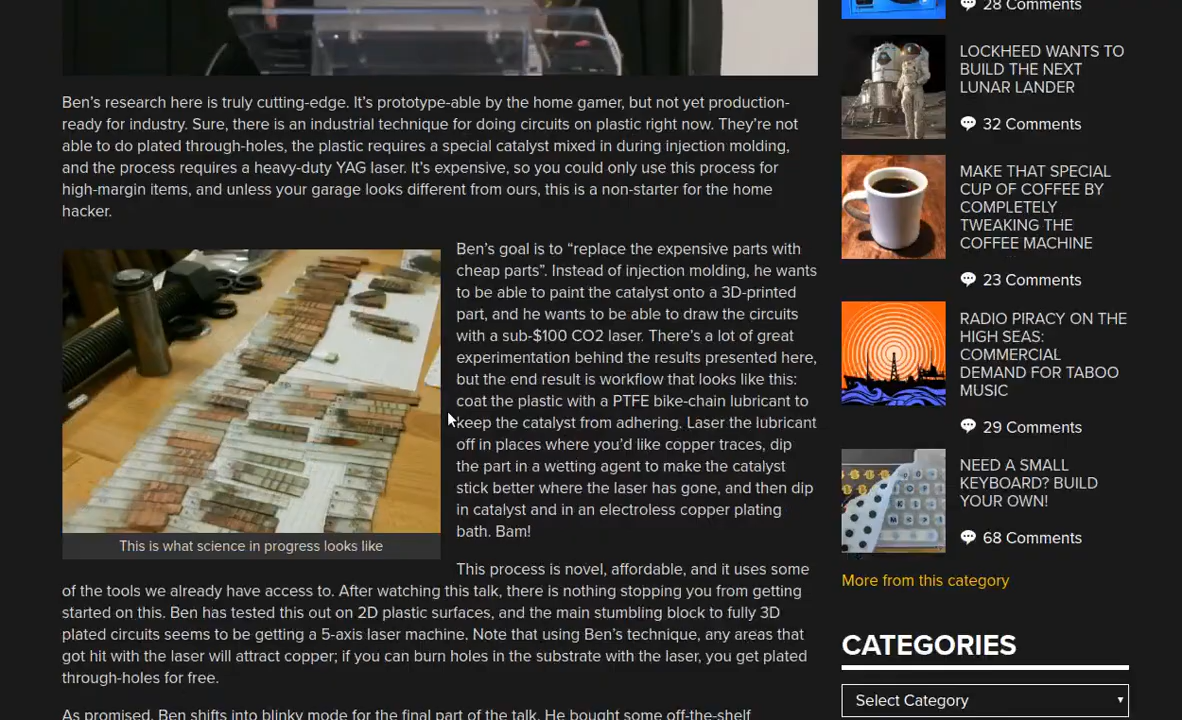 Ben's research here is truly cutting-edge. It's prototype-able by the home gamer, but not yet production-
ready for industry. Sure, there is an industrial technique for doing circuits on plastic right now. They're not
able to do plated through-holes, the plastic requires a special catalyst mixed in during injection molding,
and the process requires a heavy-duty YAG laser. It's expensive, so you could only use this process for
high-margin items, and unless your garage looks different from ours, this is a non-starter for the home
hacker.
Ben's goal is to “replace the expensive parts with
cheap parts”. Instead of injection molding, he wants
to be able to paint the catalyst onto a 3D-printed
part, and he wants to be able to draw the circuits
with a sub-$100 CO2 laser. There's a lot of great
experimentation behind the results presented here,
but the end result is workflow that looks like this:
coat the plastic with a PTFE bike-chain lubricant to
keep the catalyst from adhering. Laser the lubricant
off in places where you'd like copper traces, dip
the part in a wetting agent to make the catalyst
stick better where the laser has gone, and then dip
in catalyst and in an electroless copper plating
bath. Bam!
This is what science in progress looks like
This process is novel, affordable, and it uses some
of the tools we already have access to. After watching this talk, there is nothing stopping you from getting
started on this. Ben has tested this out on 2D plastic surfaces, and the main stumbling block to fully 3D
plated circuits seems to be getting a 5-axis laser machine. Note that using Ben's technique, any areas that
got hit with the laser will attract copper; if you can burn holes in the substrate with the laser, you get plated
through-holes for free.
As promised, Ben shifts into blinky mode for the final part of the talk. He bought some off-the-shelf
28 Comments
LOCKHEED WANTS TO
BUILD THE NEXT
LUNAR LANDER
32 Comments
MAKE THAT SPECIAL
CUP OF COFFEE BY
COMPLETELY
TWEAKING THE
COFFEE MACHINE
23 Comments
RADIO PIRACY ON THE
HIGH SEAS:
COMMERCIAL
DEMAND FOR TABOO
MUSIC
29 Comments
NEED A SMALL
KEYBOARD? BUILD
YOUR OWN!
68 Comments
More from this category
CATEGORIES
Select Category